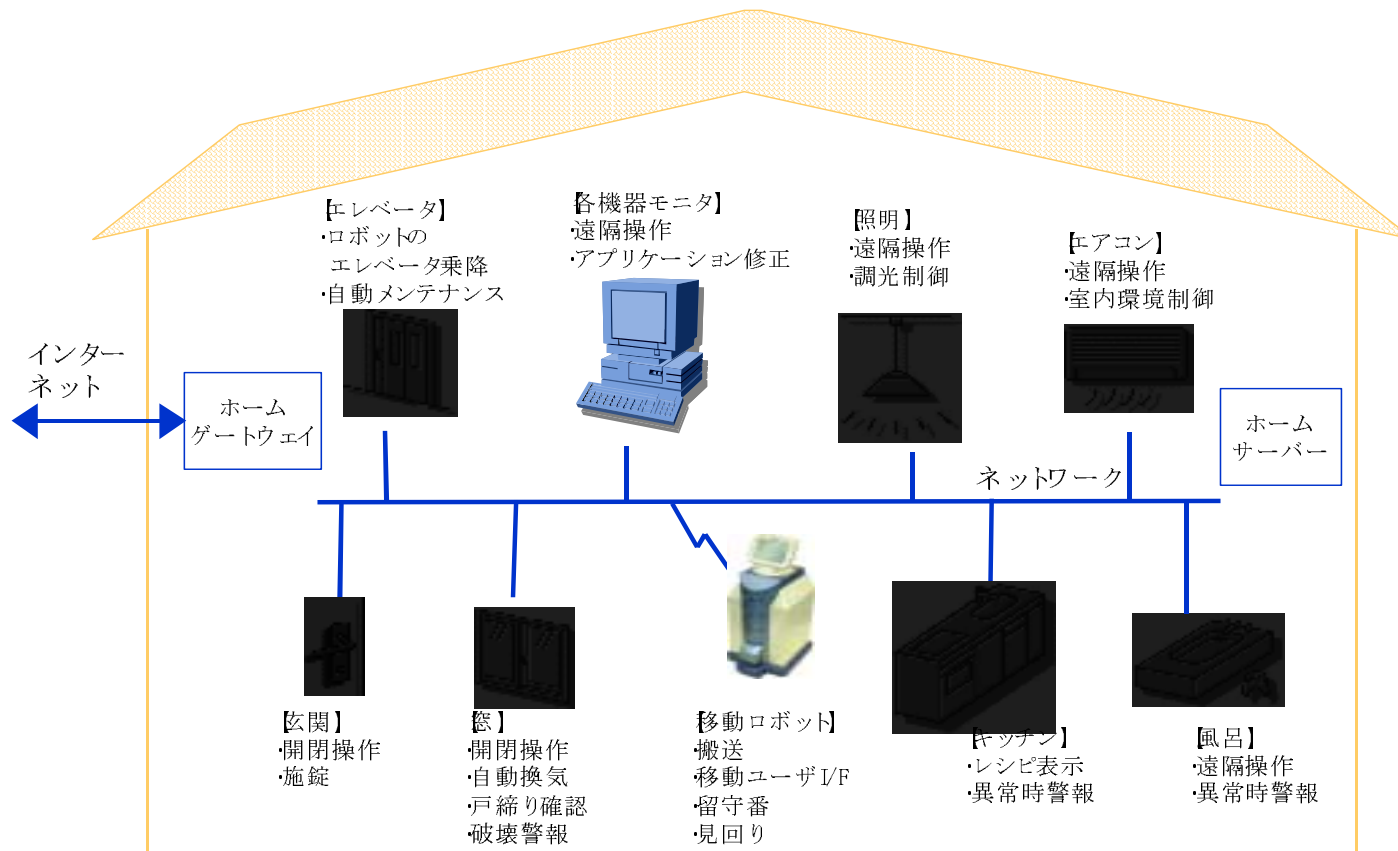 【エレベータ】
・ロボットの
エレベータ乗降
・自動メンテナンス
【各機器モニタ】
・遠隔操作
・アプリケーション修正
【照明】
・遠隔操作
・調光制御
【エアコン】
・遠隔操作
・室内環境制御
インター
ネット
ホーム
ゲートウェイ
ホーム
サーバー
ネットワーク
【玄関】
・開閉操作
・施錠
【窓】
・開閉操作
・自動換気
・戸締り確認
・破壊警報
【移動ロボット】
・搬送
・移動ユーザI/F
・留守番
・見回り
【キッチン】
・レシピ表示
・異常時警報
【風呂】
・遠隔操作
・異常時警報